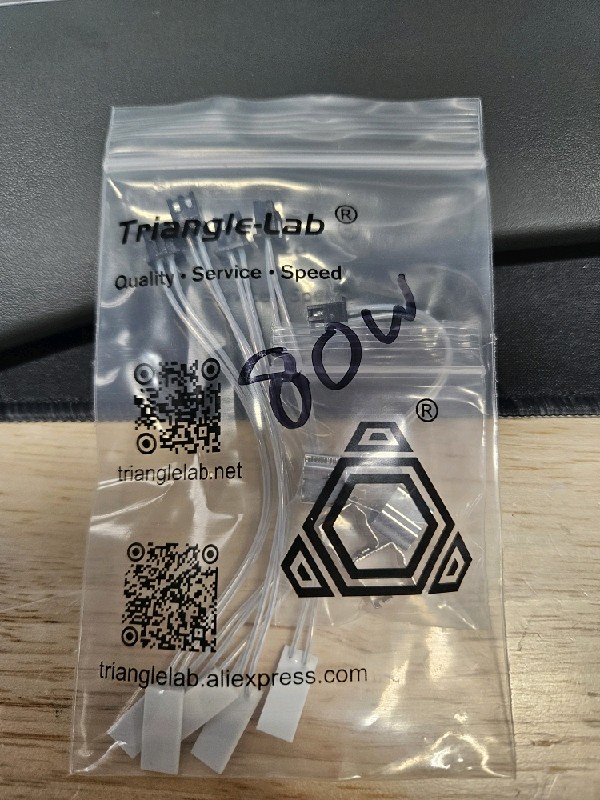 Triangle-Lab ®
Quality · Service · Speed
80W
®
trianglelab.net
trianglelab.aliexpress.com